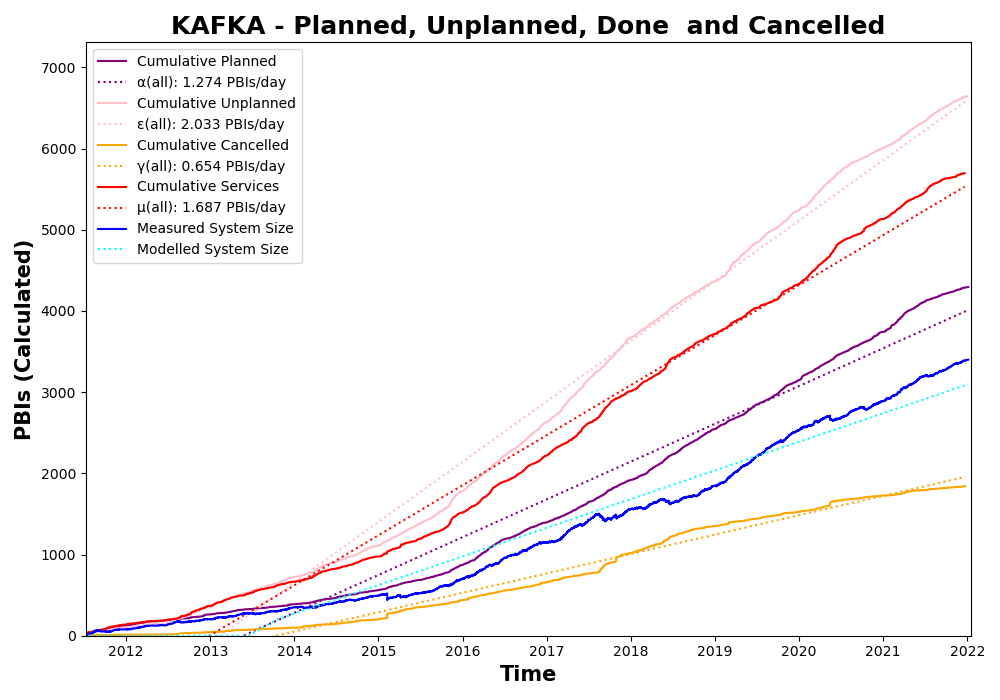 KAFKA - Planned, Unplanned, Done  and Cancelled
7000
6000
5000
4000
3000
2000
1000
0
PBIs (Calculated)
Cumulative Planned
α(all): 1.274 PBIs/day
Cumulative Unplanned
ε(all): 2.033 PBIs/day
Cumulative Cancelled
γ(all): 0.654 PBIs/day
Cumulative Services
μ(all): 1.687 PBIs/day
Measured System Size
Modelled System Size
2012 2013 2014 2015 2016 2017 2018 2019 2020 2021 2022
Time